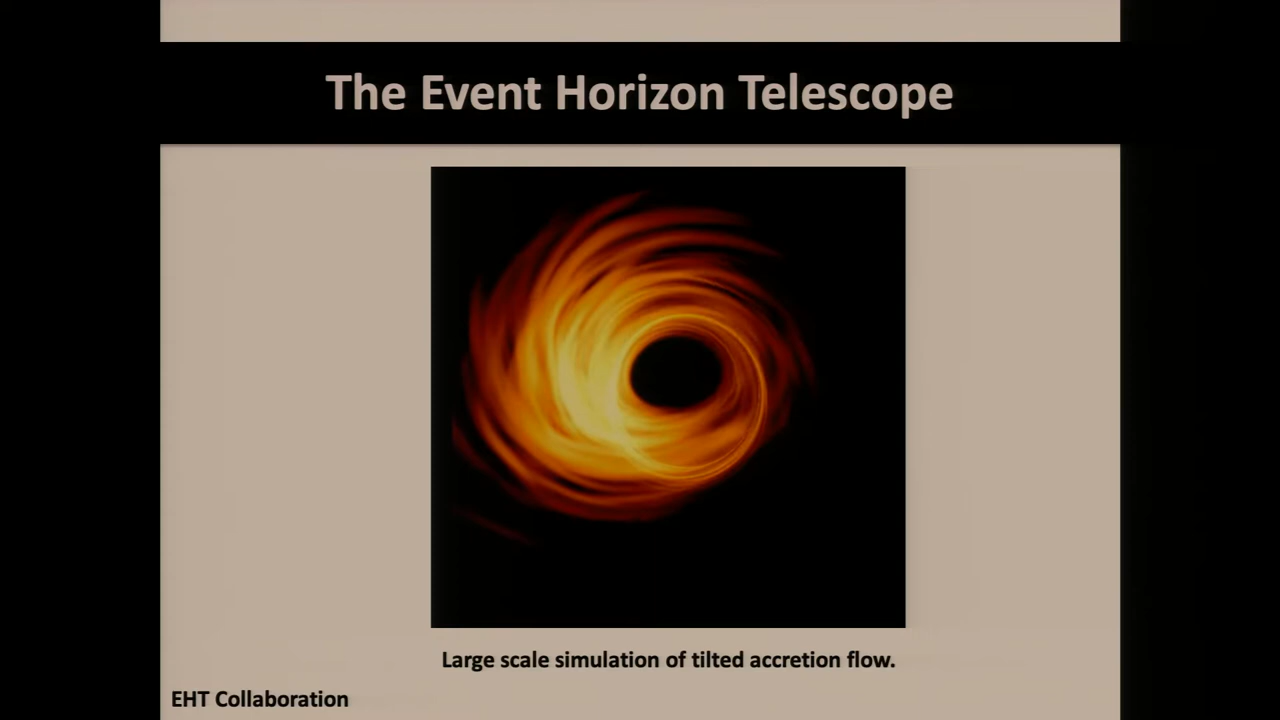 The Event Horizon Telescope
Large scale simulation of tilted accretion flow.
EHT Collaboration